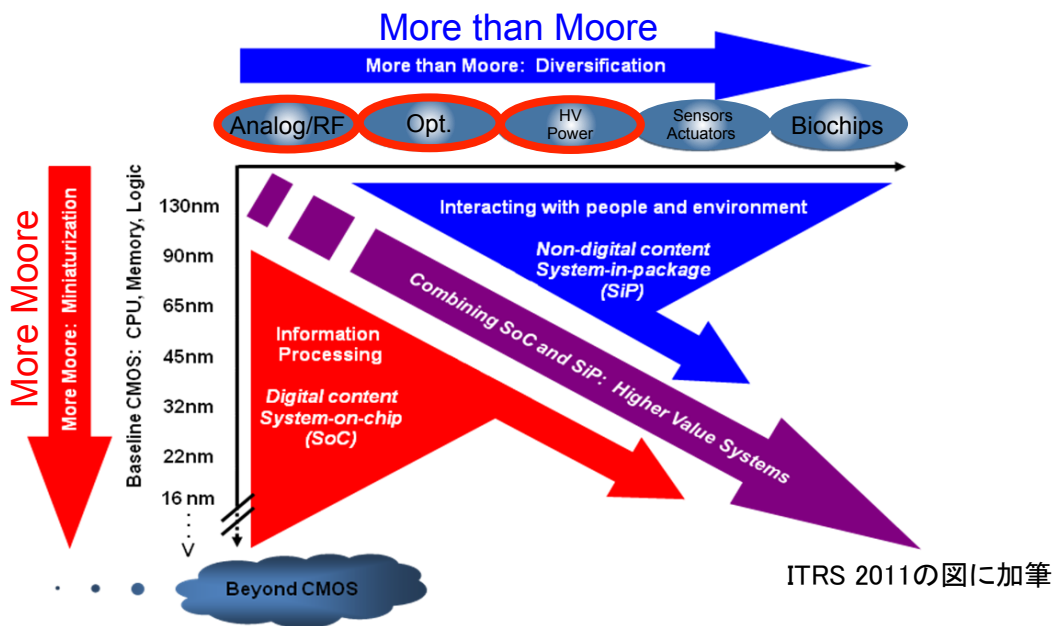 More than Moore
More than Moore: Diversification
Analog/RF
Opt.
HV
Power
Sensors
Actuators
Biochips
More Moore
More Moore: Miniaturization
Baseline CMOS: CPU, Memory, Logic
130nm
90nm
65nm
45nm
32nm
22nm
16 nm
V
Interacting with people and environment
Non-digital content
System-in-package
(SiP)
Combining SoC and SiP: Higher Value Systems
Information
Processing
Digital content
System-on-chip
(SoC)
Beyond CMOS
ITRS 2011の図に加筆